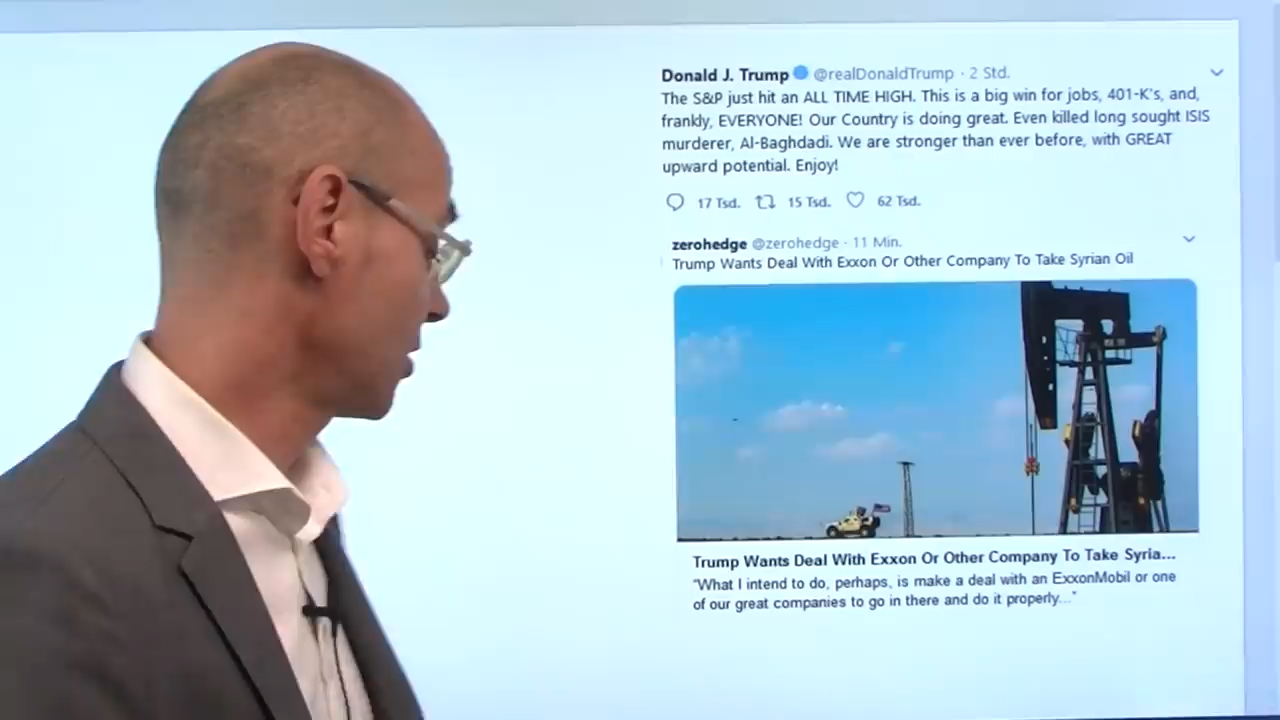 Donald J. Trump @realDonaldTrump · 2 Std.
The S&P just hit an ALL TIME HIGH. This is a big win for jobs, 401-K's, and,
frankly, EVERYONE! Our Country is doing great. Even killed long sought ISIS
murderer, Al-Baghdadi. We are stronger than ever before, with GREAT
upward potential. Enjoy!
17 Tsd. 15 Tsd. 62 Tsd.
zerohedge @zerohedge · 11 Min.
Trump Wants Deal With Exxon Or Other Company To Take Syrian Oil
Trump Wants Deal With Exxon Or Other Company To Take Syria...
"What I intend to do, perhaps, is make a deal with an ExxonMobil or one
of our great companies to go in there and do it properly..."